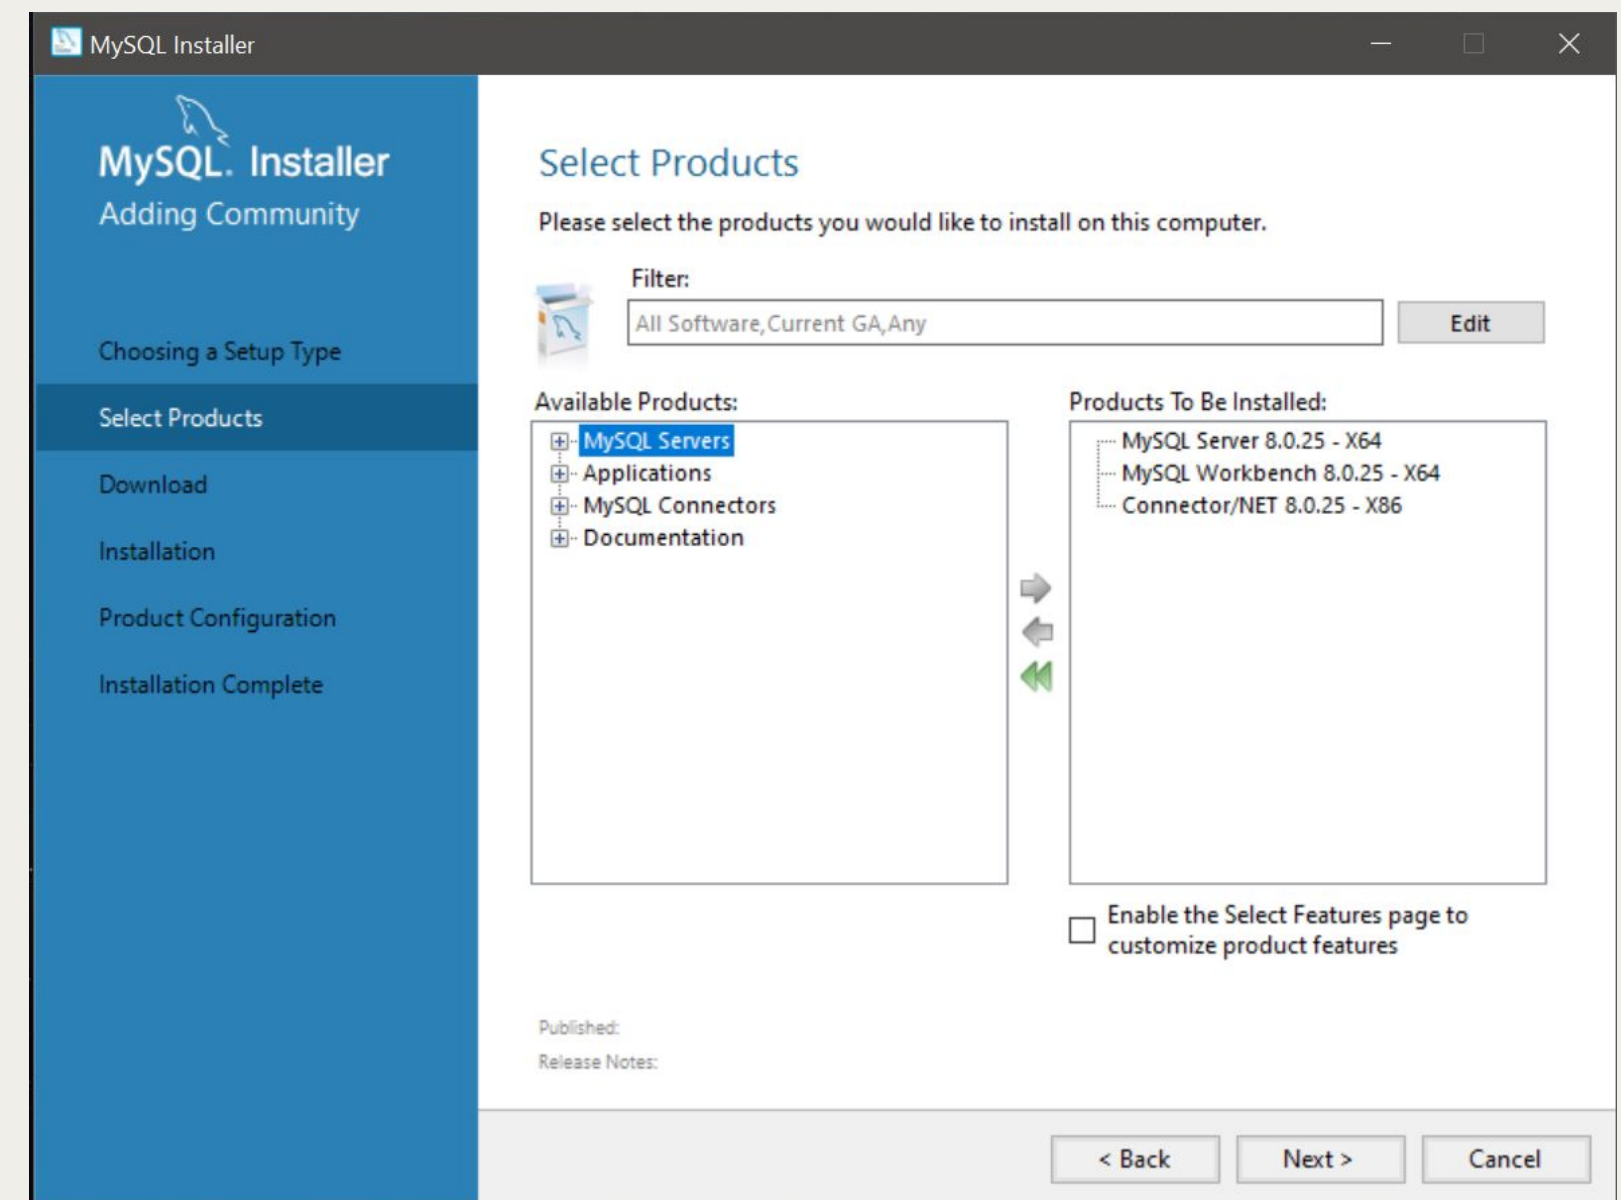 MySQL Installer
MySQL. Installer
Adding Community
Choosing a Setup Type
Select Products
Download
Installation
Product Configuration
Installation Complete
Select Products
Please select the products you would like to install on this computer.
Filter:
All Software,Current GA,Any
Edit
Available Products:
MySQL Servers
Applications
MySQL Connectors
Documentation
Products To Be Installed:
MySQL Server 8.0.25 - X64
MySQL Workbench 8.0.25 - X64
Connector/NET 8.0.25 - X86
Enable the Select Features page to
customize product features
Published:
Release Notes:
< Back
Next >
Cancel